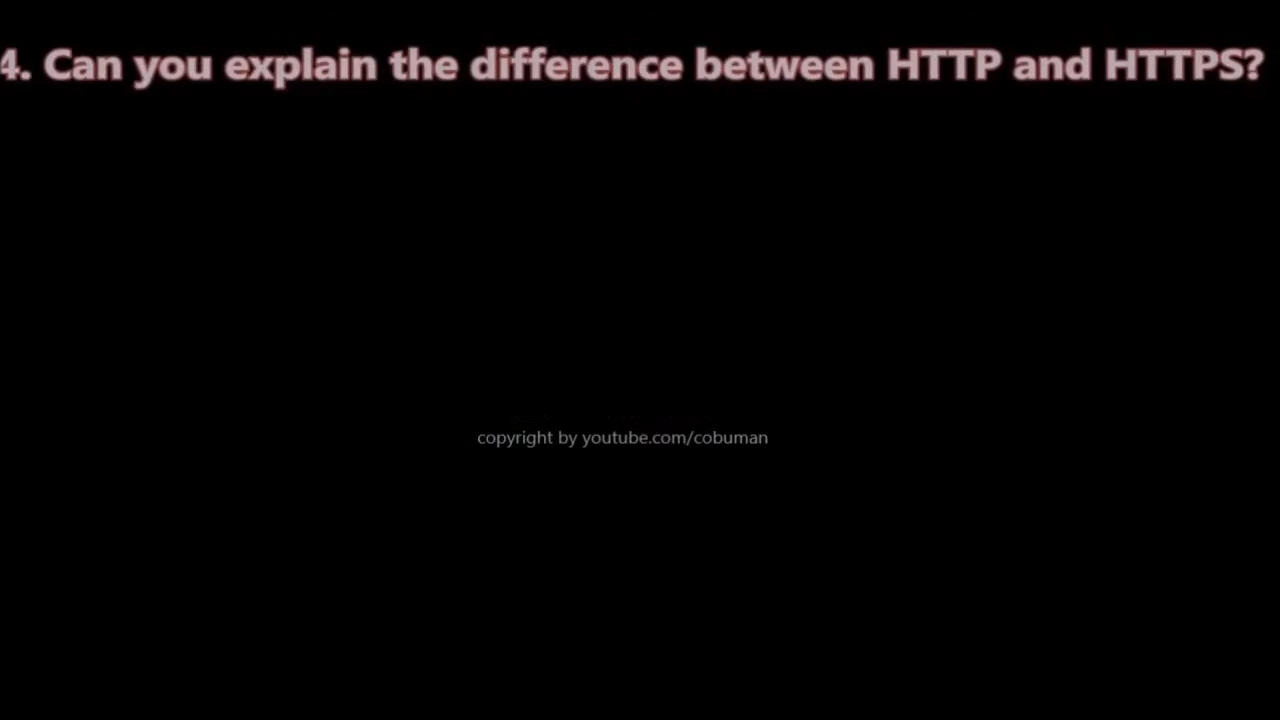 4. Can you explain the difference between HTTP and HTTPS?
copyright by youtube.com/cobuman